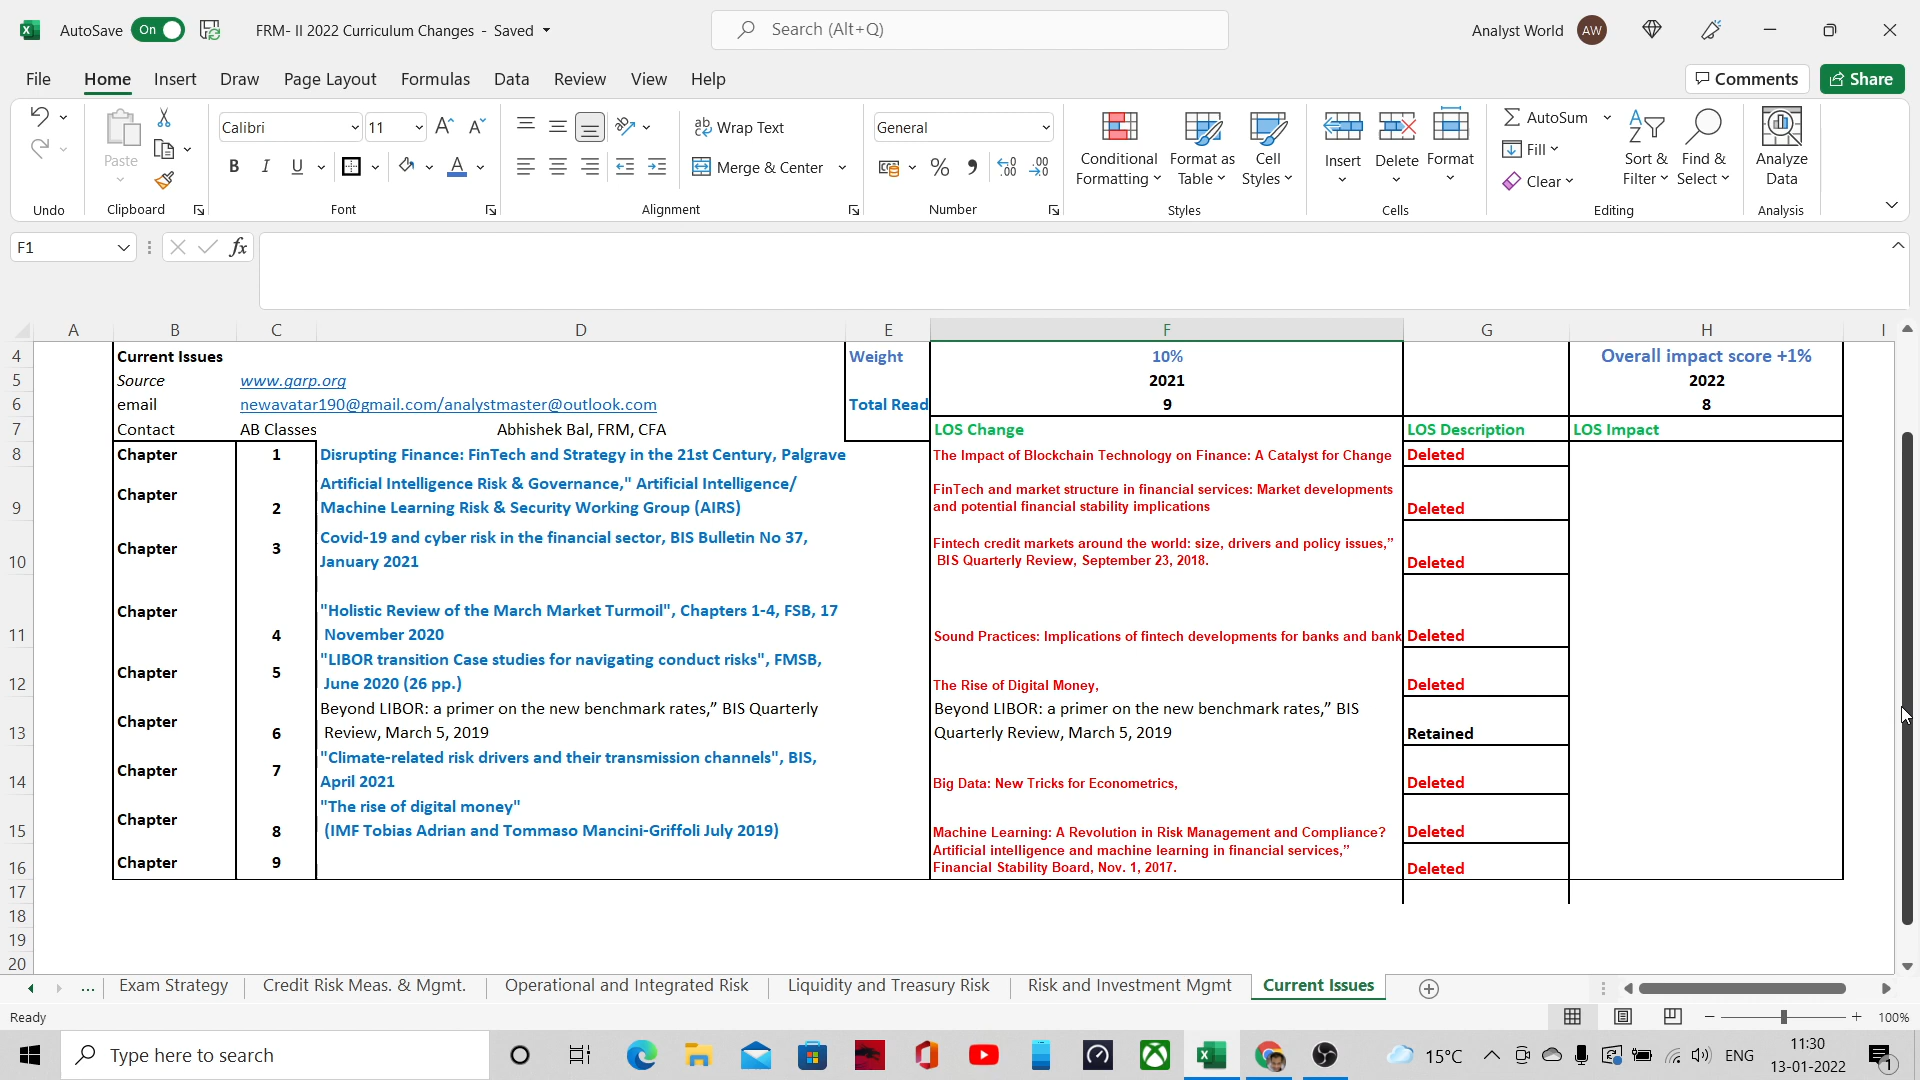 AutoSave On FRM- II 2022 Curriculum Changes - Saved Search (Alt+Q) Analyst World AW
File Home Insert Draw Page Layout Formulas Data Review View Help Comments Share
Calibri 11 Wrap Text General AutoSum
Paste B I U Merge & Center % Conditional Formatting Format as Table Cell Styles Insert Delete Format Fill Clear Sort & Filter Find & Select Analyze Data
Undo Clipboard Font Alignment Number Styles Cells Editing Analysis
F1 fx
A B C D E F G H I
4 Current Issues Weight 10% Overall impact score +1%
5 Source www.garp.org 2021 2022
6 email newavatar190@gmail.com/analystmaster@outlook.com Total Read 9 8
7 Contact AB Classes Abhishek Bal, FRM, CFA LOS Change LOS Description LOS Impact
8 Chapter 1 Disrupting Finance: FinTech and Strategy in the 21st Century, Palgrave The Impact of Blockchain Technology on Finance: A Catalyst for Change Deleted
Artificial Intelligence Risk & Governance," Artificial Intelligence/ FinTech and market structure in financial services: Market developments
9 Chapter 2 Machine Learning Risk & Security Working Group (AIRS) and potential financial stability implications Deleted
Covid-19 and cyber risk in the financial sector, BIS Bulletin No 37, Fintech credit markets around the world: size, drivers and policy issues,”
10 Chapter 3 January 2021 BIS Quarterly Review, September 23, 2018. Deleted
Chapter "Holistic Review of the March Market Turmoil", Chapters 1-4, FSB, 17
11 4 November 2020 Sound Practices: Implications of fintech developments for banks and bank Deleted
Chapter 5 "LIBOR transition Case studies for navigating conduct risks", FMSB,
12 June 2020 (26 pp.) The Rise of Digital Money, Deleted
Chapter Beyond LIBOR: a primer on the new benchmark rates,” BIS Quarterly Beyond LIBOR: a primer on the new benchmark rates,” BIS
13 6 Review, March 5, 2019 Quarterly Review, March 5, 2019 Retained
Chapter 7 "Climate-related risk drivers and their transmission channels", BIS,
14 April 2021 Big Data: New Tricks for Econometrics, Deleted
Chapter "The rise of digital money"
15 8 (IMF Tobias Adrian and Tommaso Mancini-Griffoli July 2019) Machine Learning: A Revolution in Risk Management and Compliance? Deleted
Chapter 9 Artificial intelligence and machine learning in financial services,”
16 Financial Stability Board, Nov. 1, 2017. Deleted
17
18
19
20
... Exam Strategy Credit Risk Meas. & Mgmt. Operational and Integrated Risk Liquidity and Treasury Risk Risk and Investment Mgmt Current Issues
Ready 100%
Type here to search 15°C ENG 11:30
13-01-2022 1